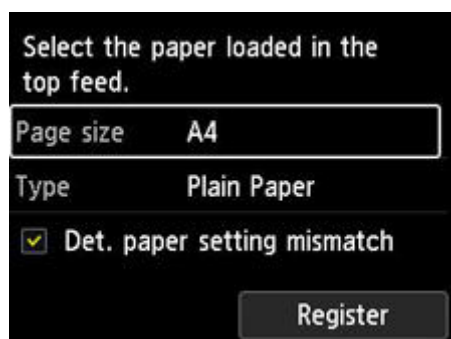 Select the paper loaded in the
top feed.
Page size A4
Type Plain Paper
Det. paper setting mismatch
Register